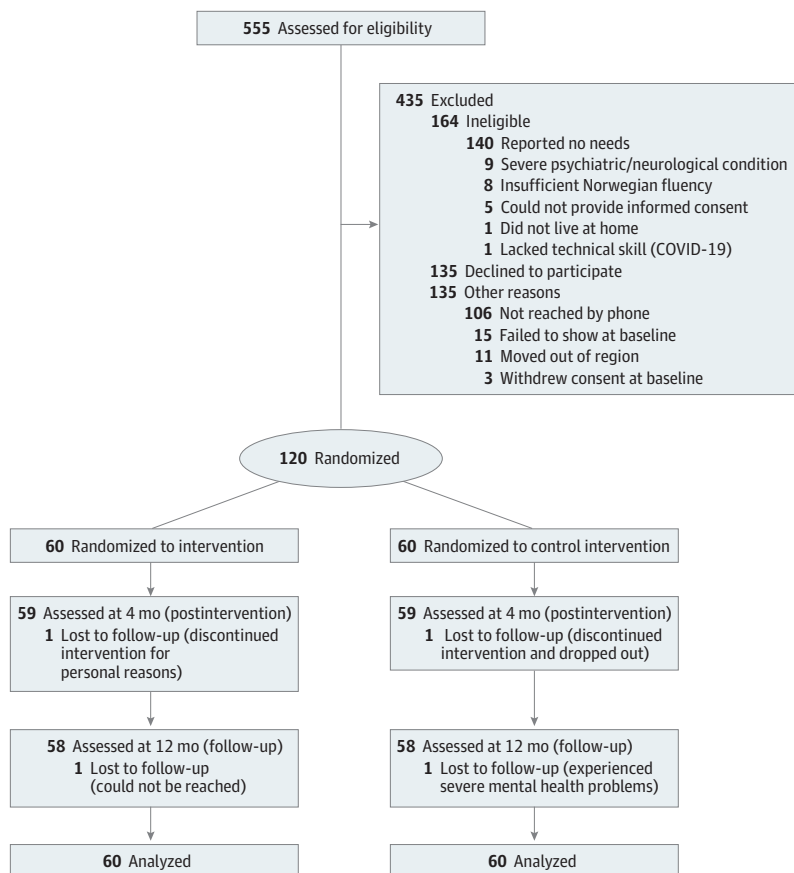 555 Assessed for eligibility
435 Excluded
164 Ineligible
140 Reported no needs
9 Severe psychiatric/neurological condition
8 Insufficient Norwegian fluency
5 Could not provide informed consent
1 Did not live at home
1 Lacked technical skill (COVID-19)
135 Declined to participate
135 Other reasons
106 Not reached by phone
15 Failed to show at baseline
11 Moved out of region
3 Withdrew consent at baseline
120 Randomized
60 Randomized to intervention
60 Randomized to control intervention
59 Assessed at 4 mo (postintervention)
1 Lost to follow-up (discontinued
intervention for
personal reasons)
59 Assessed at 4 mo (postintervention)
1 Lost to follow-up (discontinued
intervention and dropped out)
58 Assessed at 12 mo (follow-up)
1 Lost to follow-up
(could not be reached)
58 Assessed at 12 mo (follow-up)
1 Lost to follow-up (experienced
severe mental health problems)
60 Analyzed
60 Analyzed